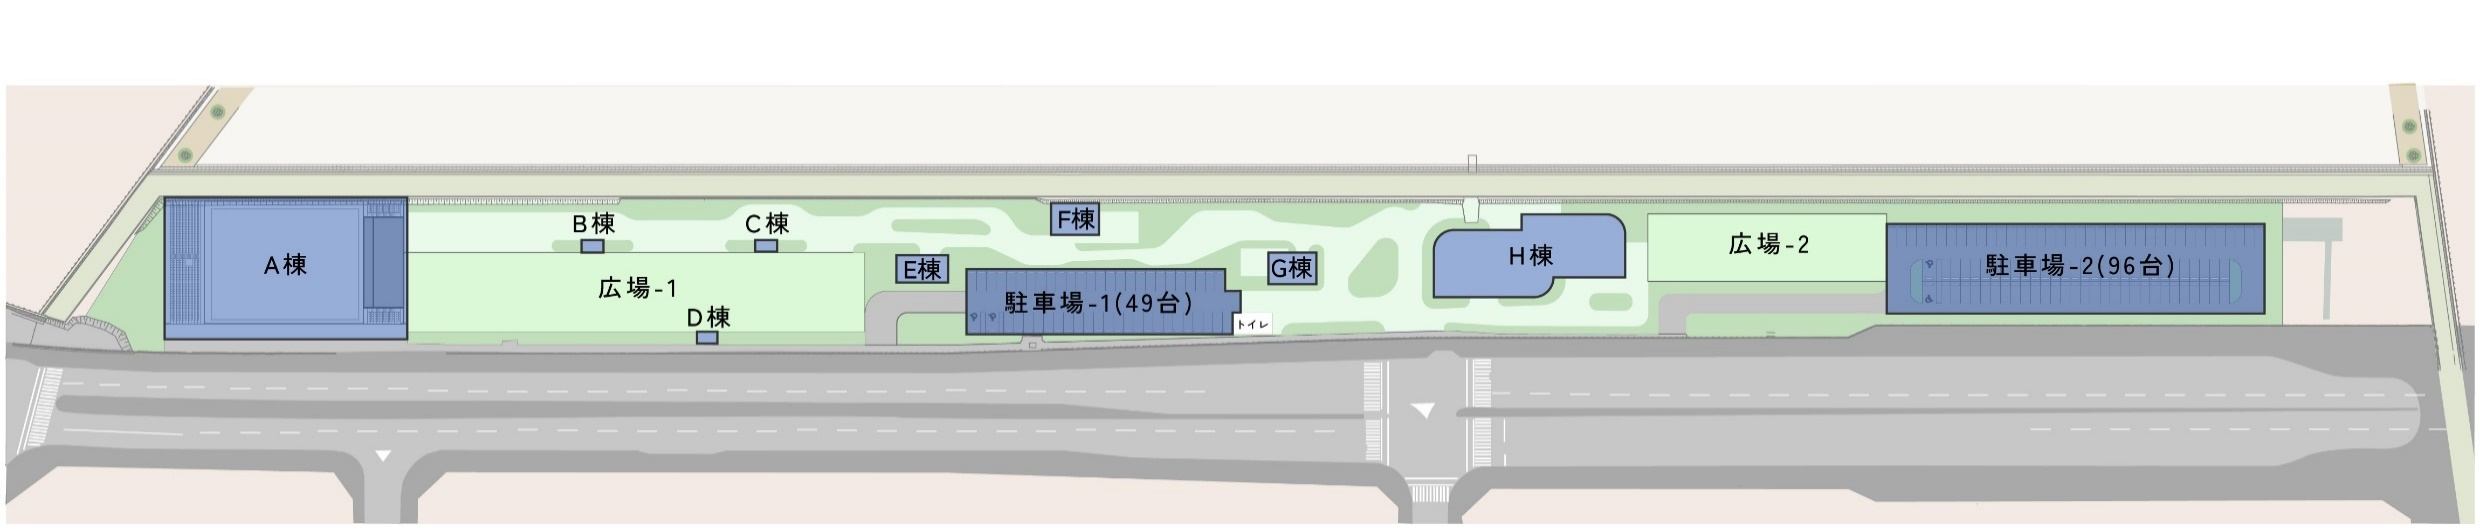 A棟
B棟
C棟
広場-1
D棟
E棟
F棟
駐車場-1(49台)
トイレ
G棟
H棟
広場-2
駐車場-2(96台)